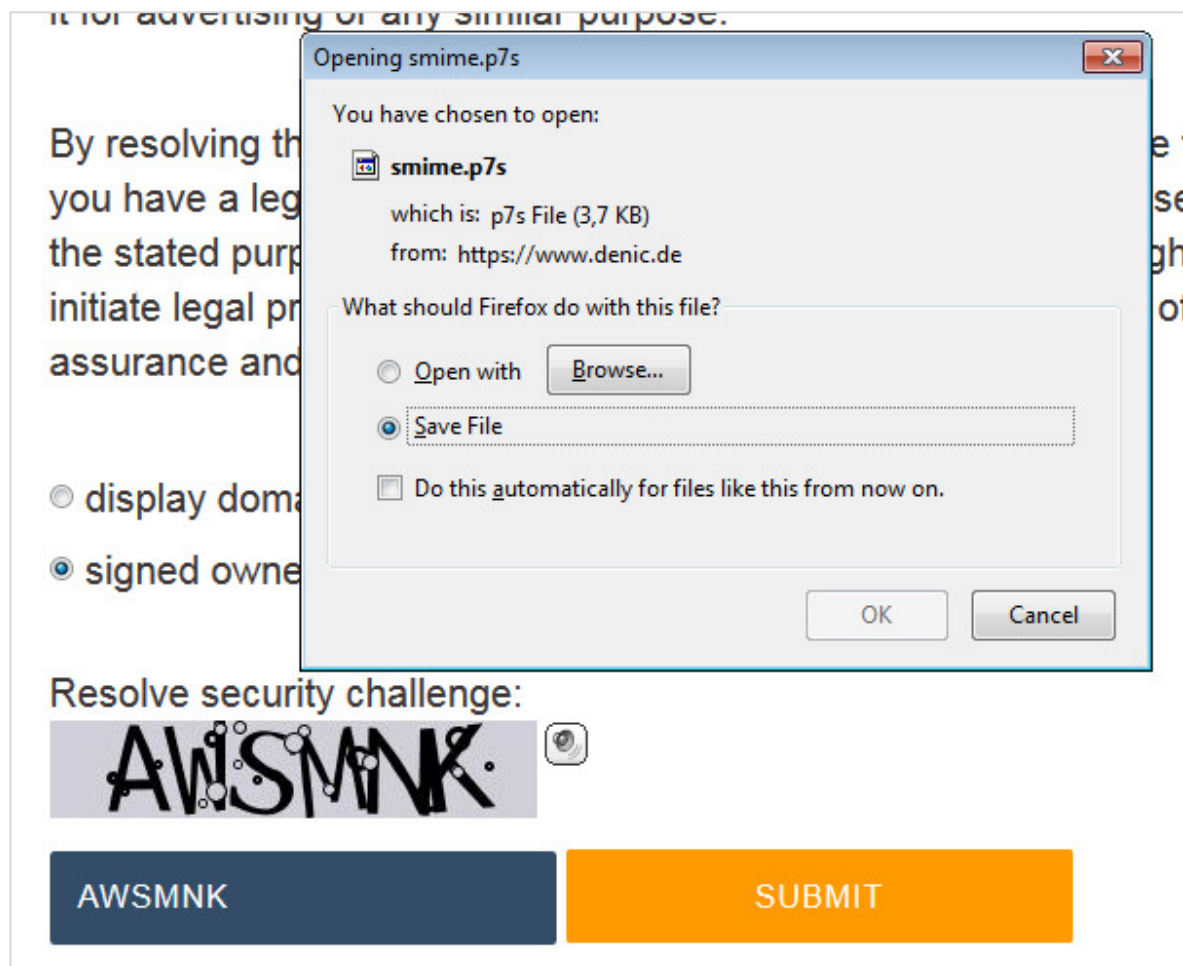 it for advertising or any similar purpose.
Opening smime.p7s
You have chosen to open:
By resolving th
smime.p7s
you have a leg
which is: p7s File (3,7 KB)
the stated purp
from: https://www.denic.de
initiate legal pr
What should Firefox do with this file?
of
assurance and
Open with
Browse...
Save File
Do this automatically for files like this from now on.
display doma
signed owne
OK
Cancel
Resolve security challenge:
AWSMNK
AWSMNK
SUBMIT